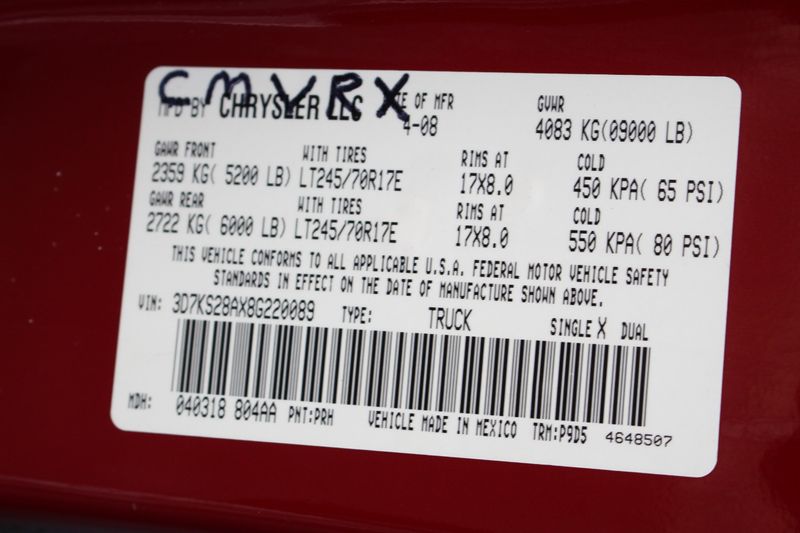 CMVRX
MFD BY CHRYSLER LLC DATE OF MFR GVWR
4-08 4083 KG(09000 LB)
GAWR FRONT WITH TIRES RIMS AT COLD
2359 KG( 5200 LB) LT245/70R17E 17X8.0 450 KPA( 65 PSI)
GAWR REAR WITH TIRES RIMS AT COLD
2722 KG( 6000 LB) LT245/70R17E 17X8.0 550 KPA( 80 PSI)
THIS VEHICLE CONFORMS TO ALL APPLICABLE U.S.A. FEDERAL MOTOR VEHICLE SAFETY
STANDARDS IN EFFECT ON THE DATE OF MANUFACTURE SHOWN ABOVE.
VIN: 3D7KS28AX8G220089 TYPE: TRUCK SINGLE X DUAL
MDH: 040318 804AA PNT:PRH VEHICLE MADE IN MEXICO TRM:P9D5 4648507